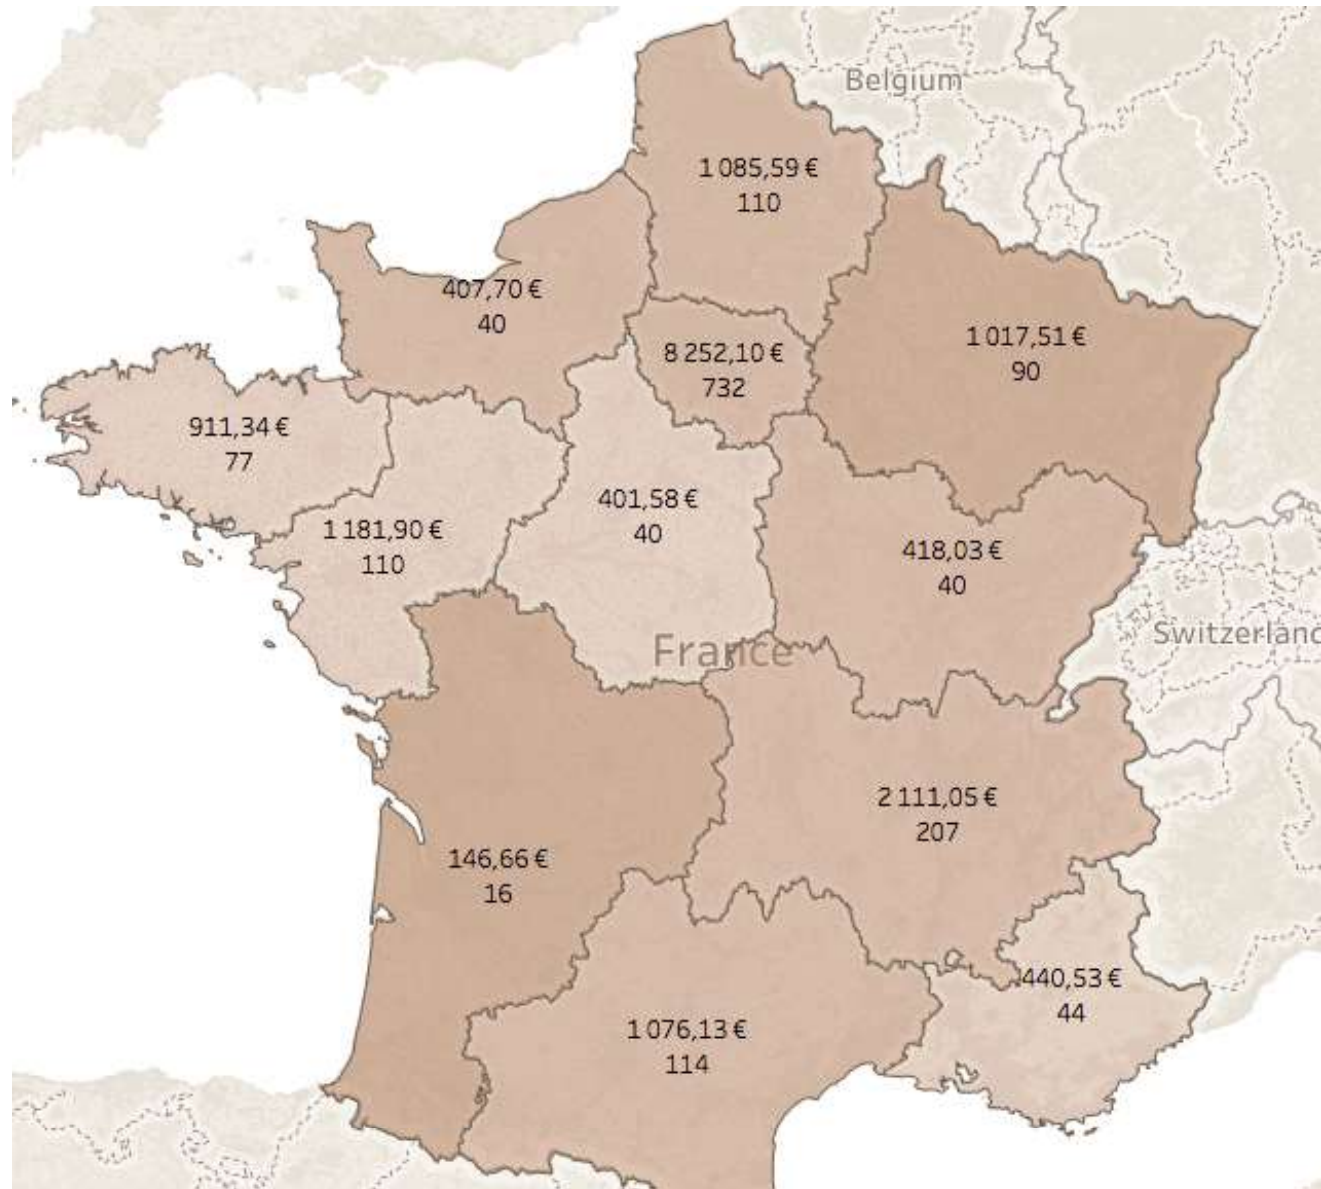 Belgium
1 085,59 €
110
407,70 €
40
8 252,10 €
732
1 017,51 €
90
911,34 €
77
1 181,90 €
110
401,58 €
40
418,03 €
40
France
Switzerland
2 111,05 €
207
146,66 €
16
440,53 €
44
1 076,13 €
114